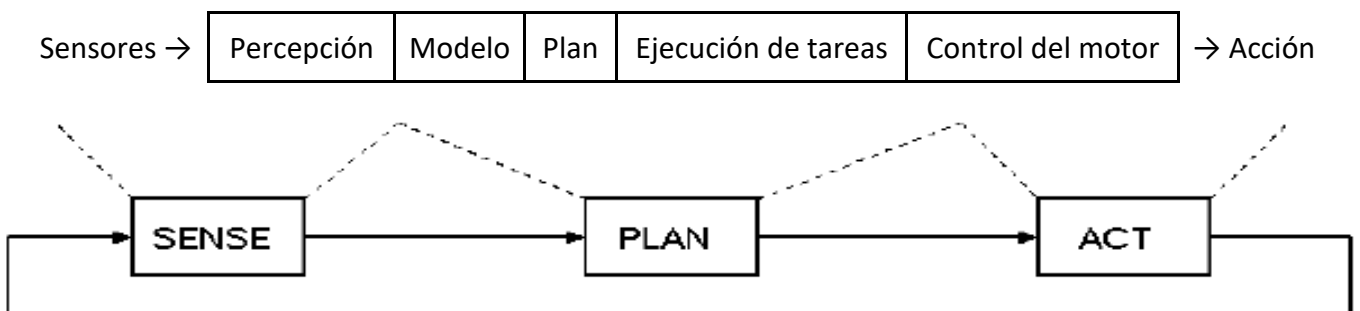 Sensores → Percepción Modelo Plan Ejecución de tareas Control del motor → Acción
SENSE PLAN ACT